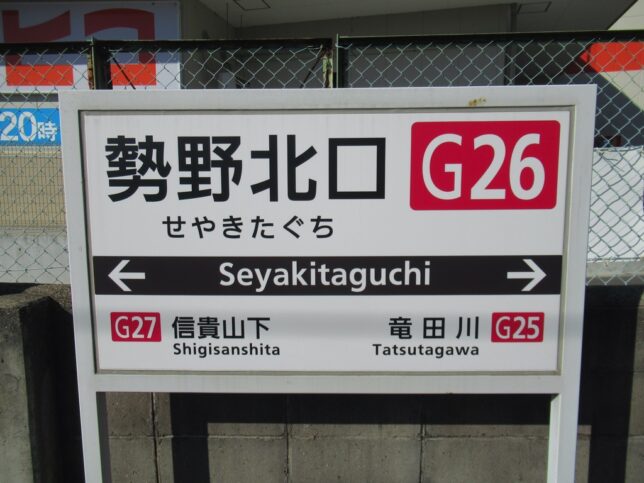 20時
勢野北口 G26
せやきたぐち
← Seyakitaguchi →
G27 信貴山下 竜田川 G25
Shigisanshita Tatsutagawa